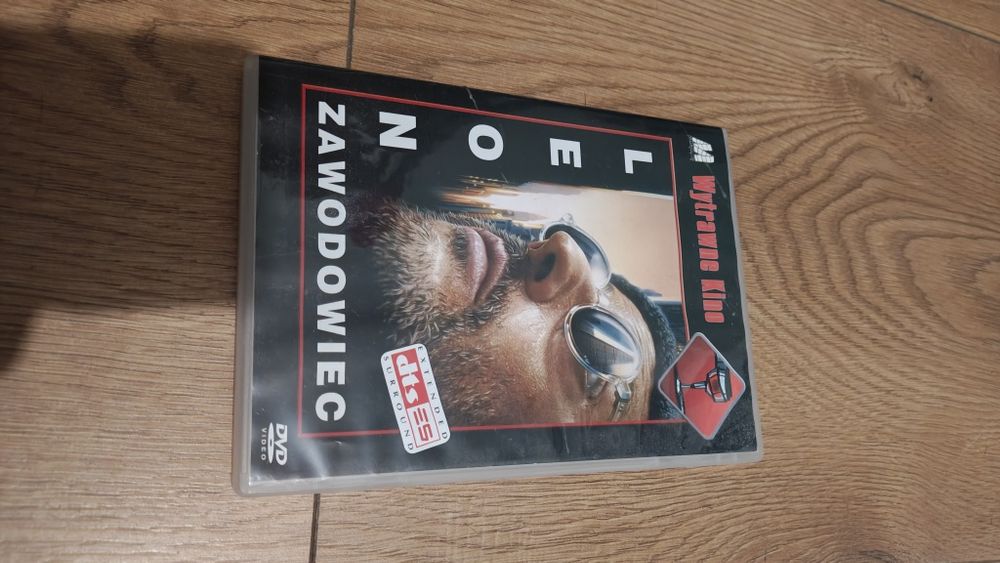 Wytrawne Kino
LEON
ZAWODOWIEC
EXTENDED
dts ES
SURROUND
DVD
VIDEO